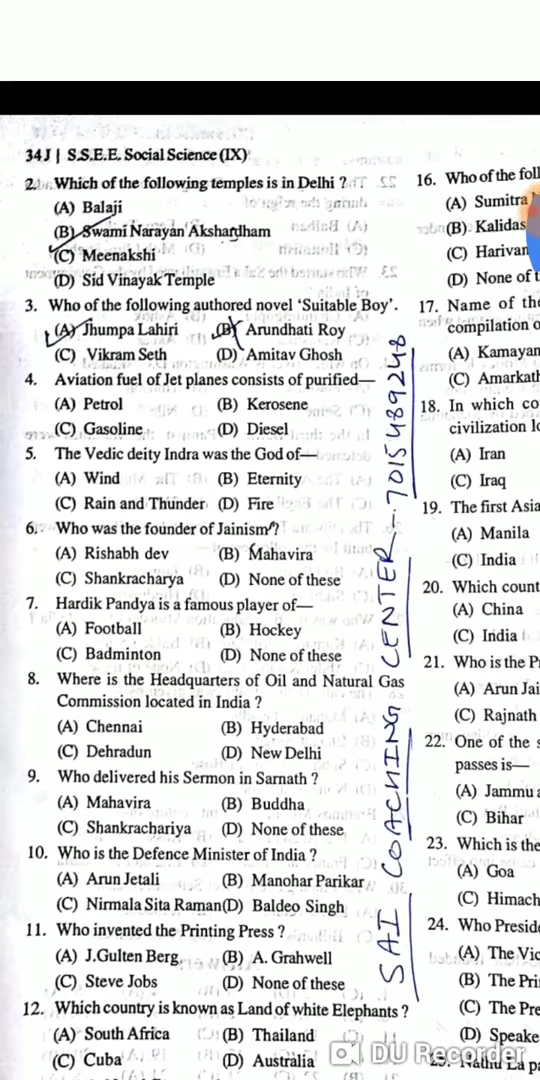 34J | S.S.E.E. Social Science (IX)
2. Which of the following temples is in Delhi ?
(A) Balaji
(B) Swami Narayan Akshardham
(C) Meenakshi
(D) Sid Vinayak Temple
3. Who of the following authored novel ‘Suitable Boy’.
(A) Jhumpa Lahiri (B) Arundhati Roy
(C) Vikram Seth (D) Amitav Ghosh
4. Aviation fuel of Jet planes consists of purified—
(A) Petrol (B) Kerosene
(C) Gasoline (D) Diesel
5. The Vedic deity Indra was the God of—
(A) Wind (B) Eternity
(C) Rain and Thunder (D) Fire
6. Who was the founder of Jainism ?
(A) Rishabh dev (B) Mahavira
(C) Shankracharya (D) None of these
7. Hardik Pandya is a famous player of—
(A) Football (B) Hockey
(C) Badminton (D) None of these
8. Where is the Headquarters of Oil and Natural Gas
Commission located in India ?
(A) Chennai (B) Hyderabad
(C) Dehradun (D) New Delhi
9. Who delivered his Sermon in Sarnath ?
(A) Mahavira (B) Buddha
(C) Shankrachariya (D) None of these
10. Who is the Defence Minister of India ?
(A) Arun Jetali (B) Manohar Parikar
(C) Nirmala Sita Raman (D) Baldeo Singh
11. Who invented the Printing Press ?
(A) J.Gulten Berg (B) A. Grahwell
(C) Steve Jobs (D) None of these
12. Which country is known as Land of white Elephants ?
(A) South Africa (B) Thailand
(C) Cuba (D) Australia
SAI COACHING CENTER - 7015489248
16. Who of the foll
(A) Sumitra
(B) Kalidas
(C) Harivan
(D) None of t
17. Name of the
compilation o
(A) Kamayan
(C) Amarkath
18. In which co
civilization lo
(A) Iran
(C) Iraq
19. The first Asia
(A) Manila
(C) India
20. Which count
(A) China
(C) India
21. Who is the Pr
(A) Arun Jai
(C) Rajnath
22. One of the s
passes is—
(A) Jammu a
(C) Bihar
23. Which is the
(A) Goa
(C) Himach
24. Who Preside
(A) The Vic
(B) The Pri
(C) The Pre
(D) Speake
25. Nathu La pa
DU Recorder